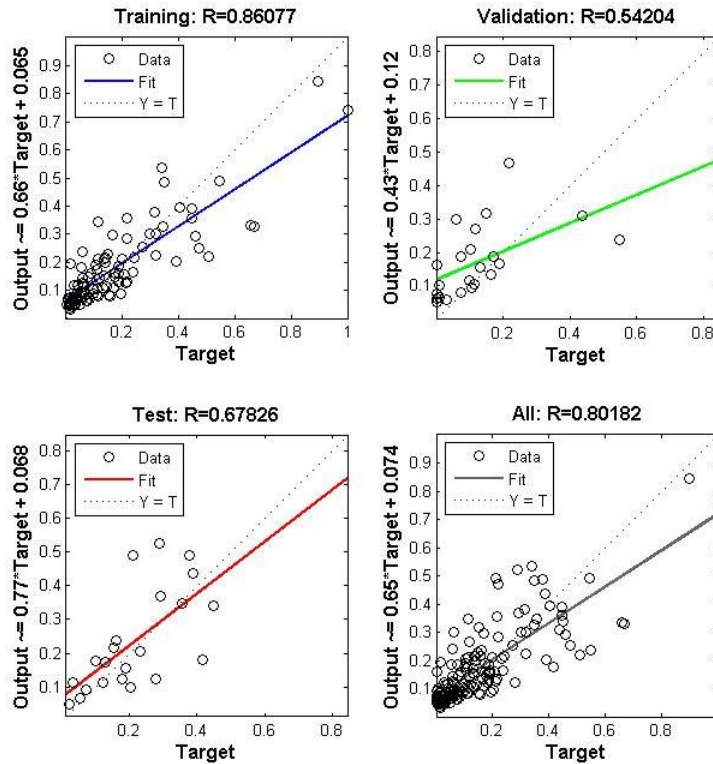 Training: R=0.86077
Output ~= 0.66*Target + 0.065
0.9
0.8
0.7
0.6
0.5
0.4
0.3
0.2
0.1
Data
Fit
Y = T
0.2
0.4
0.6
0.8
1
Target
Validation: R=0.54204
Output ~= 0.43*Target + 0.12
0.8
0.7
0.6
0.5
0.4
0.3
0.2
0.1
Data
Fit
Y = T
0.2
0.4
0.6
0.8
Target
Test: R=0.67826
Output ~= 0.77*Target + 0.068
0.8
0.7
0.6
0.5
0.4
0.3
0.2
0.1
Data
Fit
Y = T
0.2
0.4
0.6
0.8
Target
All: R=0.80182
Output ~= 0.65*Target + 0.074
0.9
0.8
0.7
0.6
0.5
0.4
0.3
0.2
0.1
Data
Fit
Y = T
0
0.2
0.4
0.6
0.8
Target